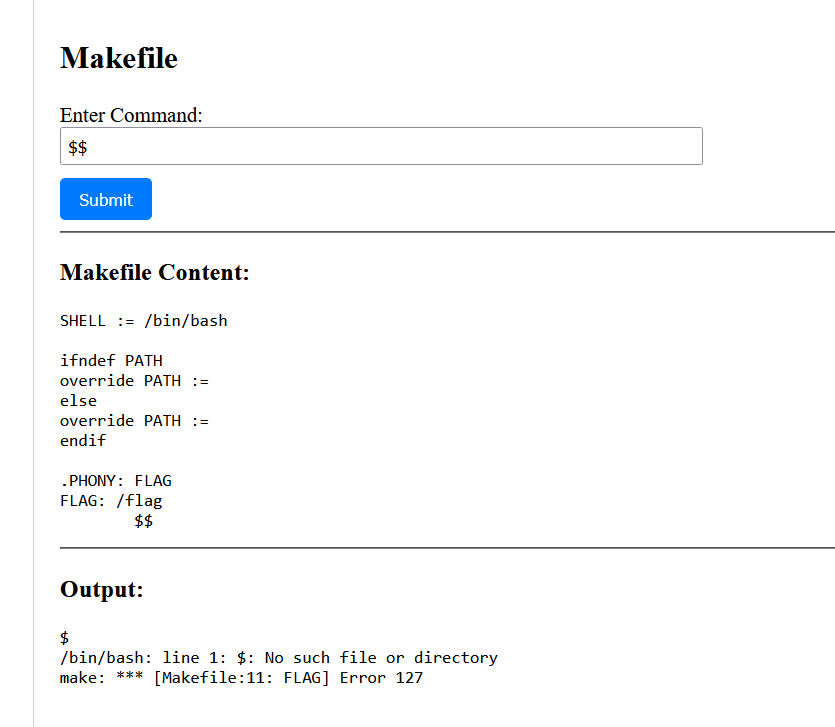 Makefile
Enter Command:
$$
Submit
Makefile Content:
SHELL := /bin/bash
ifndef PATH
override PATH :=
else
override PATH :=
endif
.PHONY: FLAG
FLAG: /flag
$$
Output:
$
/bin/bash: line 1: $: No such file or directory
make: *** [Makefile:11: FLAG] Error 127